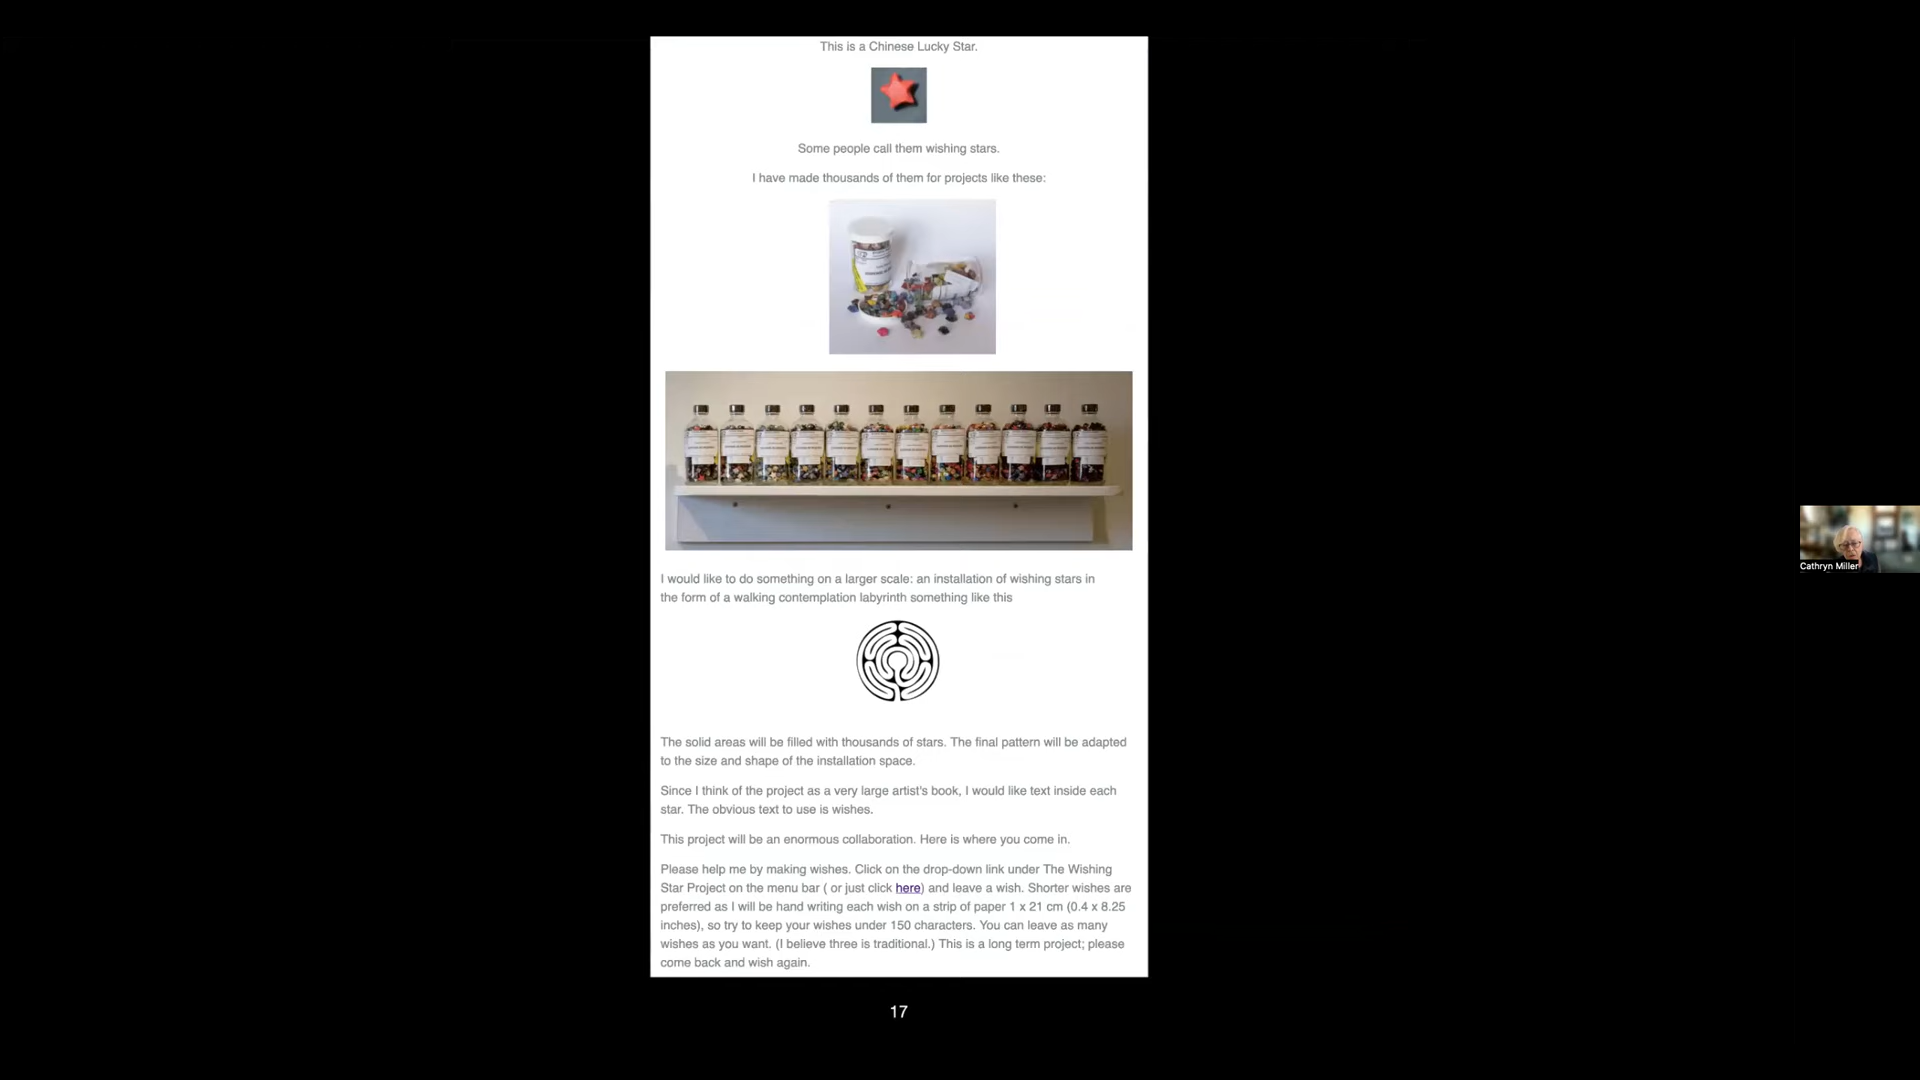 This is a Chinese Lucky Star.
Some people call them wishing stars.
I have made thousands of them for projects like these:
I would like to do something on a larger scale: an installation of wishing stars in
the form of a walking contemplation labyrinth something like this
The solid areas will be filled with thousands of stars. The final pattern will be adapted
to the size and shape of the installation space.
Since I think of the project as a very large artist's book, I would like text inside each
star. The obvious text to use is wishes.
This project will be an enormous collaboration. Here is where you come in.
Please help me by making wishes. Click on the drop-down link under The Wishing
Star Project on the menu bar ( or just click here) and leave a wish. Shorter wishes are
preferred as I will be hand writing each wish on a strip of paper 1 x 21 cm (0.4 x 8.25
inches), so try to keep your wishes under 150 characters. You can leave as many
wishes as you want. (I believe three is traditional.) This is a long term project; please
come back and wish again.
17
Cathryn Miller